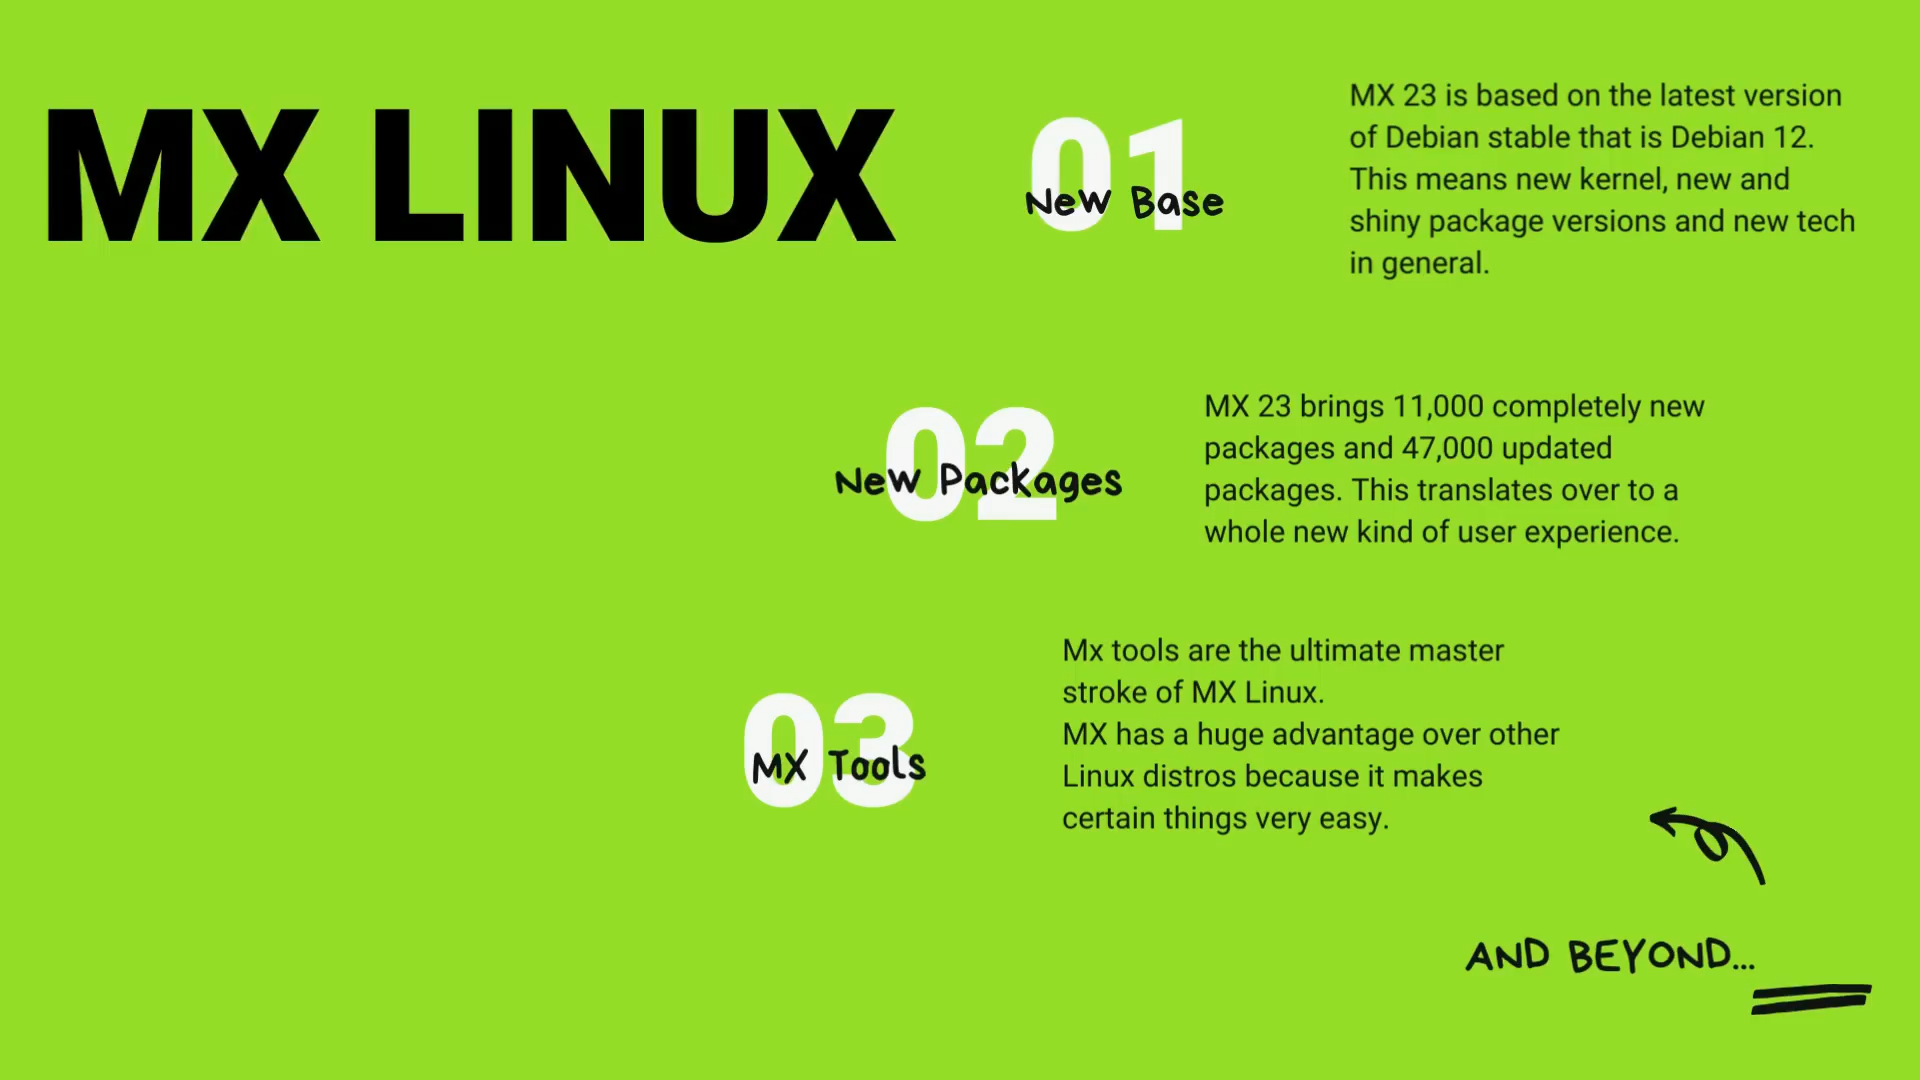 MX LINUX
01
New Base
MX 23 is based on the latest version
of Debian stable that is Debian 12.
This means new kernel, new and
shiny package versions and new tech
in general.
02
New Packages
MX 23 brings 11,000 completely new
packages and 47,000 updated
packages. This translates over to a
whole new kind of user experience.
03
MX Tools
Mx tools are the ultimate master
stroke of MX Linux.
MX has a huge advantage over other
Linux distros because it makes
certain things very easy.
AND BEYOND...